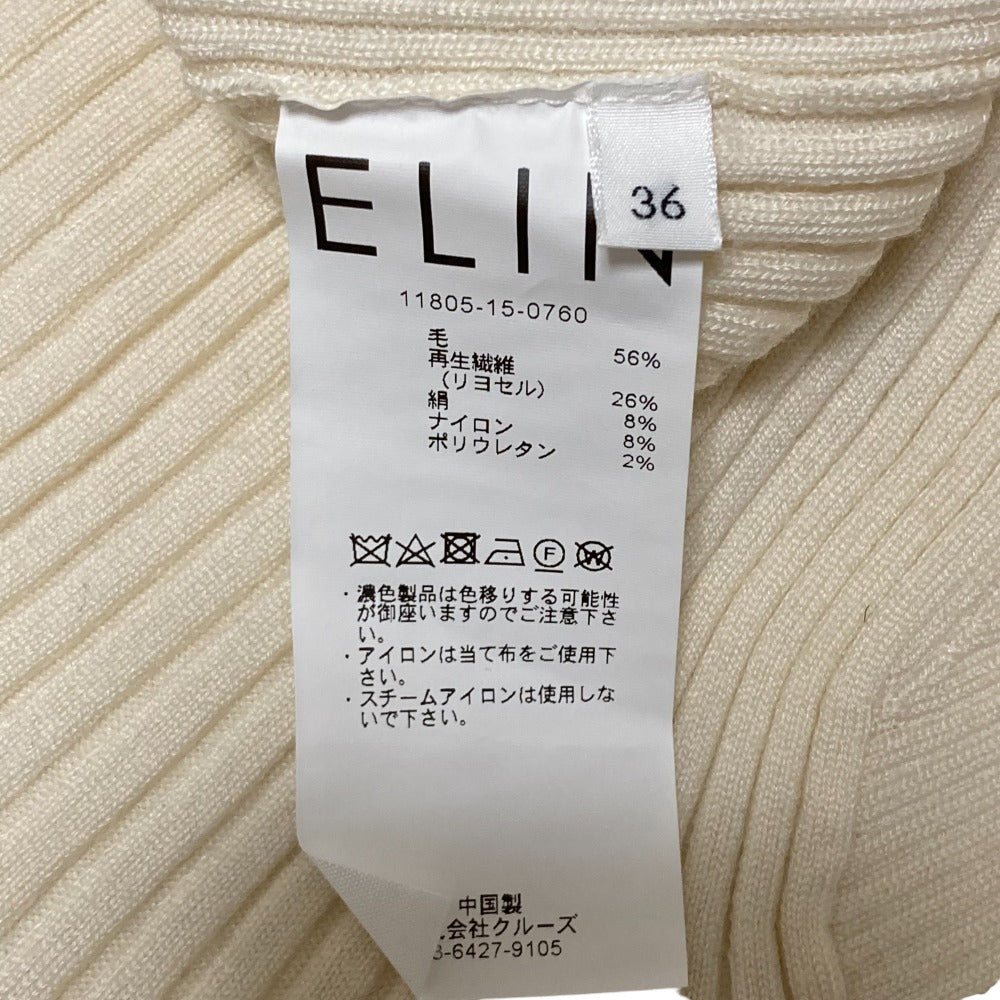 ELIN
36
11805-15-0760
毛 56%
再生繊維
(リヨセル) 26%
絹 8%
ナイロン 8%
ポリウレタン 2%
F
W
・濃色製品は色移りする可能性
が御座いますのでご注意下さ
い。
・アイロンは当て布をご使用下
さい。
・スチームアイロンは使用しな
いで下さい。
中国製
会社クルーズ
3-6427-9105